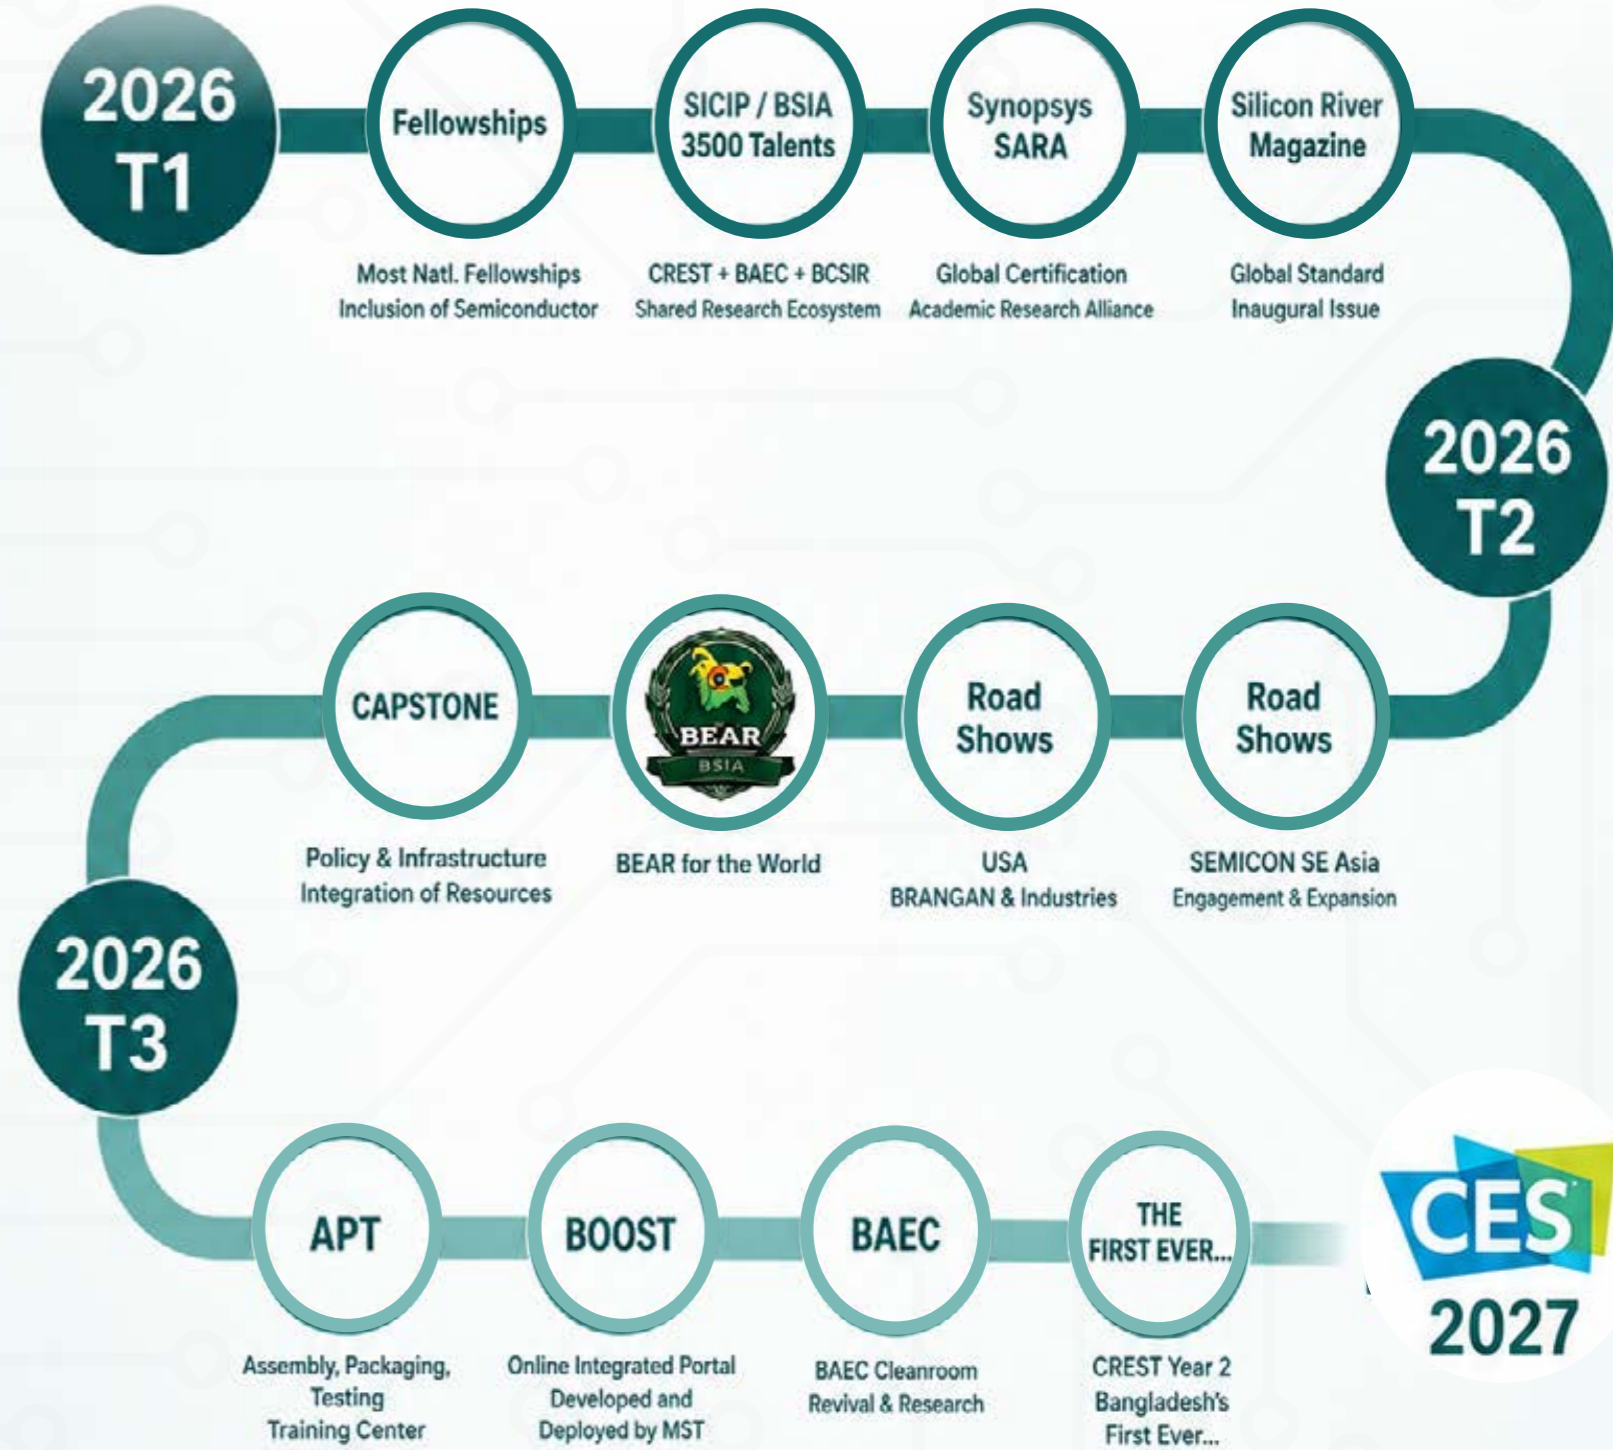 2026
T1
Fellowships
Most Natl. Fellowships
Inclusion of Semiconductor
SICIP / BSIA
3500 Talents
CREST + BAEC + BCSIR
Shared Research Ecosystem
Synopsys
SARA
Global Certification
Academic Research Alliance
Silicon River
Magazine
Global Standard
Inaugural Issue
2026
T2
Road
Shows
SEMICON SE Asia
Engagement & Expansion
Road
Shows
USA
BRANGAN & Industries
BEAR
BSIA
BEAR for the World
CAPSTONE
Policy & Infrastructure
Integration of Resources
2026
T3
APT
Assembly, Packaging,
Testing
Training Center
BOOST
Online Integrated Portal
Developed and
Deployed by MST
BAEC
BAEC Cleanroom
Revival & Research
THE
FIRST EVER...
CREST Year 2
Bangladesh's
First Ever...
CES
2027